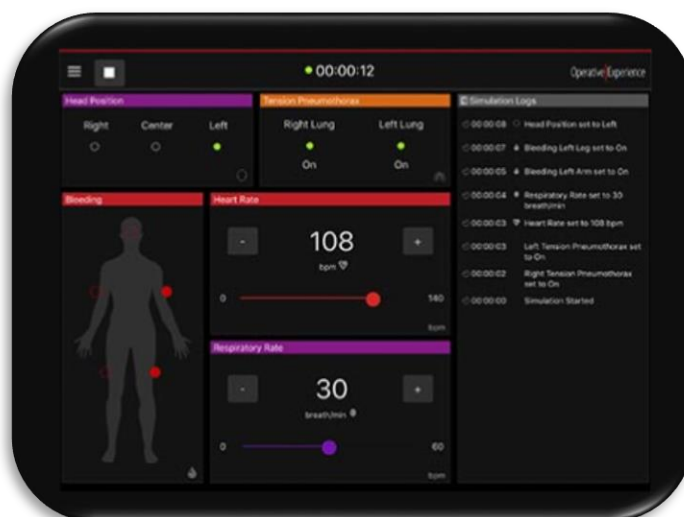 00:00:12
Operative Experience
Head Position
Right Center Left
Tension Pneumothorax
Right Lung Left Lung
On On
Bleeding
Heart Rate
-
108
+
bpm
0
140
bpm
Respiratory Rate
-
30
+
breath/min
0
60
bpm
Simulation Logs
00:00:08 Head Position set to Left
00:00:07 Bleeding Left Leg set to On
00:00:05 Bleeding Left Arm set to On
00:00:04 Respiratory Rate set to 30
breath/min
00:00:03 Heart Rate set to 108 bpm
00:00:03 Left Tension Pneumothorax set
to On
00:00:02 Right Tension Pneumothorax
set to On
00:00:00 Simulation Started